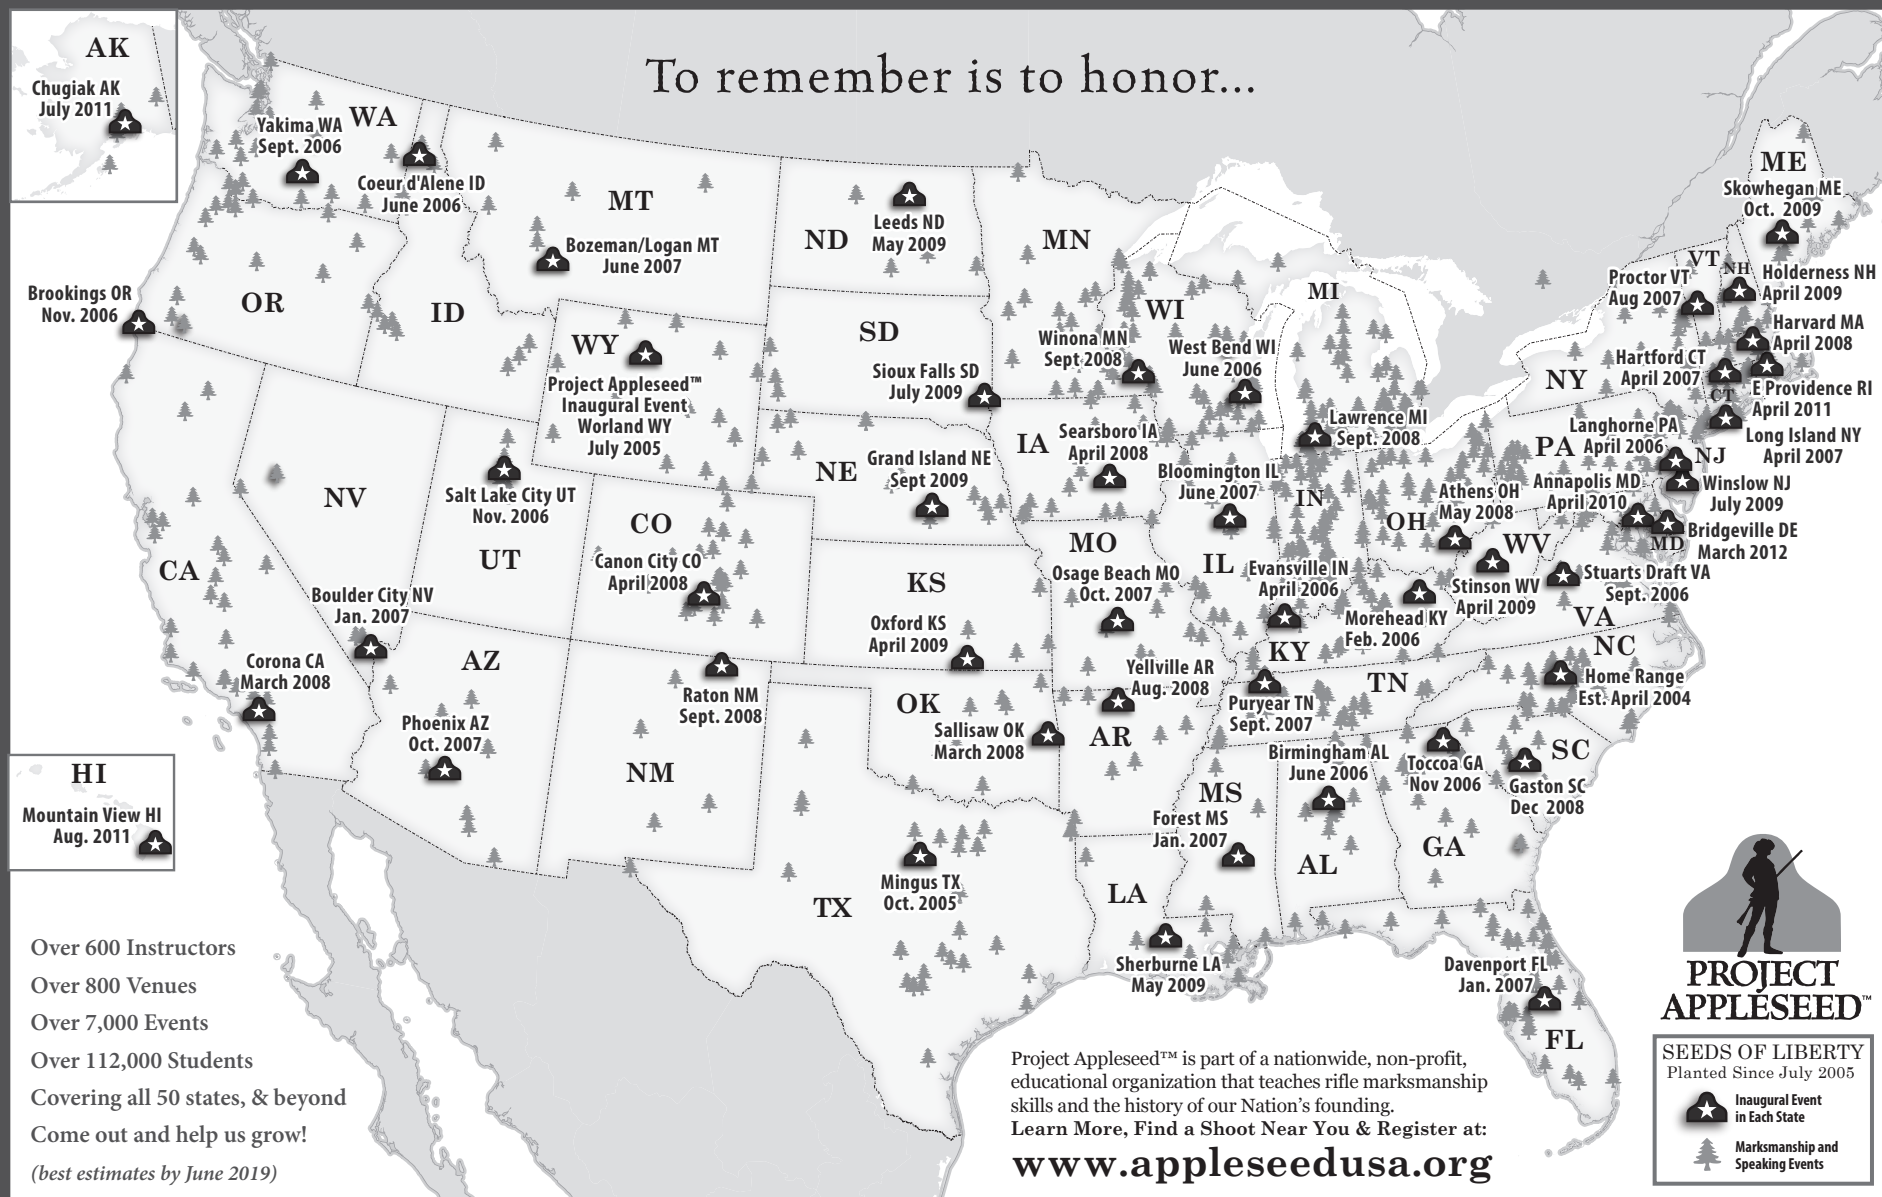 To remember is to honor...
AK
Chugiak AK
July 2011
WA
Yakima WA
Sept. 2006
Coeur d'Alene ID
June 2006
MT
Bozeman/Logan MT
June 2007
ND
Leeds ND
May 2009
MN
ME
Skowhegan ME
Oct. 2009
VT
NH
Proctor VT
Aug 2007
Holderness NH
April 2009
Brookings OR
Nov. 2006
OR
ID
WY
Project Appleseed™
Inaugural Event
Worland WY
July 2005
SD
Sioux Falls SD
July 2009
Winona MN
Sept 2008
WI
West Bend WI
June 2006
MI
Lawrence MI
Sept. 2008
NY
Hartford CT
April 2007
Harvard MA
April 2008
CT
E Providence RI
April 2011
Long Island NY
April 2007
PA
Langhorne PA
April 2006
NJ
Winslow NJ
July 2009
Annapolis MD
April 2010
MD
Bridgeville DE
March 2012
IA
Searsboro IA
April 2008
NE
Grand Island NE
Sept 2009
Bloomington IL
June 2007
IN
OH
Athens OH
May 2008
WV
Stinson WV
April 2009
Stuarts Draft VA
Sept. 2006
VA
NV
Salt Lake City UT
Nov. 2006
UT
CO
Canon City CO
April 2008
CA
Boulder City NV
Jan. 2007
KS
Oxford KS
April 2009
MO
Osage Beach MO
Oct. 2007
IL
Evansville IN
April 2006
Morehead KY
Feb. 2006
KY
NC
Home Range
Est. April 2004
Corona CA
March 2008
AZ
Phoenix AZ
Oct. 2007
Raton NM
Sept. 2008
NM
OK
Sallisaw OK
March 2008
Yellville AR
Aug. 2008
AR
TN
Puryear TN
Sept. 2007
Birmingham AL
June 2006
Toccoa GA
Nov 2006
SC
Gaston SC
Dec 2008
MS
Forest MS
Jan. 2007
AL
GA
HI
Mountain View HI
Aug. 2011
TX
Mingus TX
Oct. 2005
LA
Sherburne LA
May 2009
Davenport FL
Jan. 2007
FL
Over 600 Instructors
Over 800 Venues
Over 7,000 Events
Over 112,000 Students
Covering all 50 states, & beyond
Come out and help us grow!
(best estimates by June 2019)
Project Appleseed™ is part of a nationwide, non-profit,
educational organization that teaches rifle marksmanship
skills and the history of our Nation's founding.
Learn More, Find a Shoot Near You & Register at:
www.appleseedusa.org
PROJECT
APPLESEED™
SEEDS OF LIBERTY
Planted Since July 2005
Inaugural Event
in Each State
Marksmanship and
Speaking Events